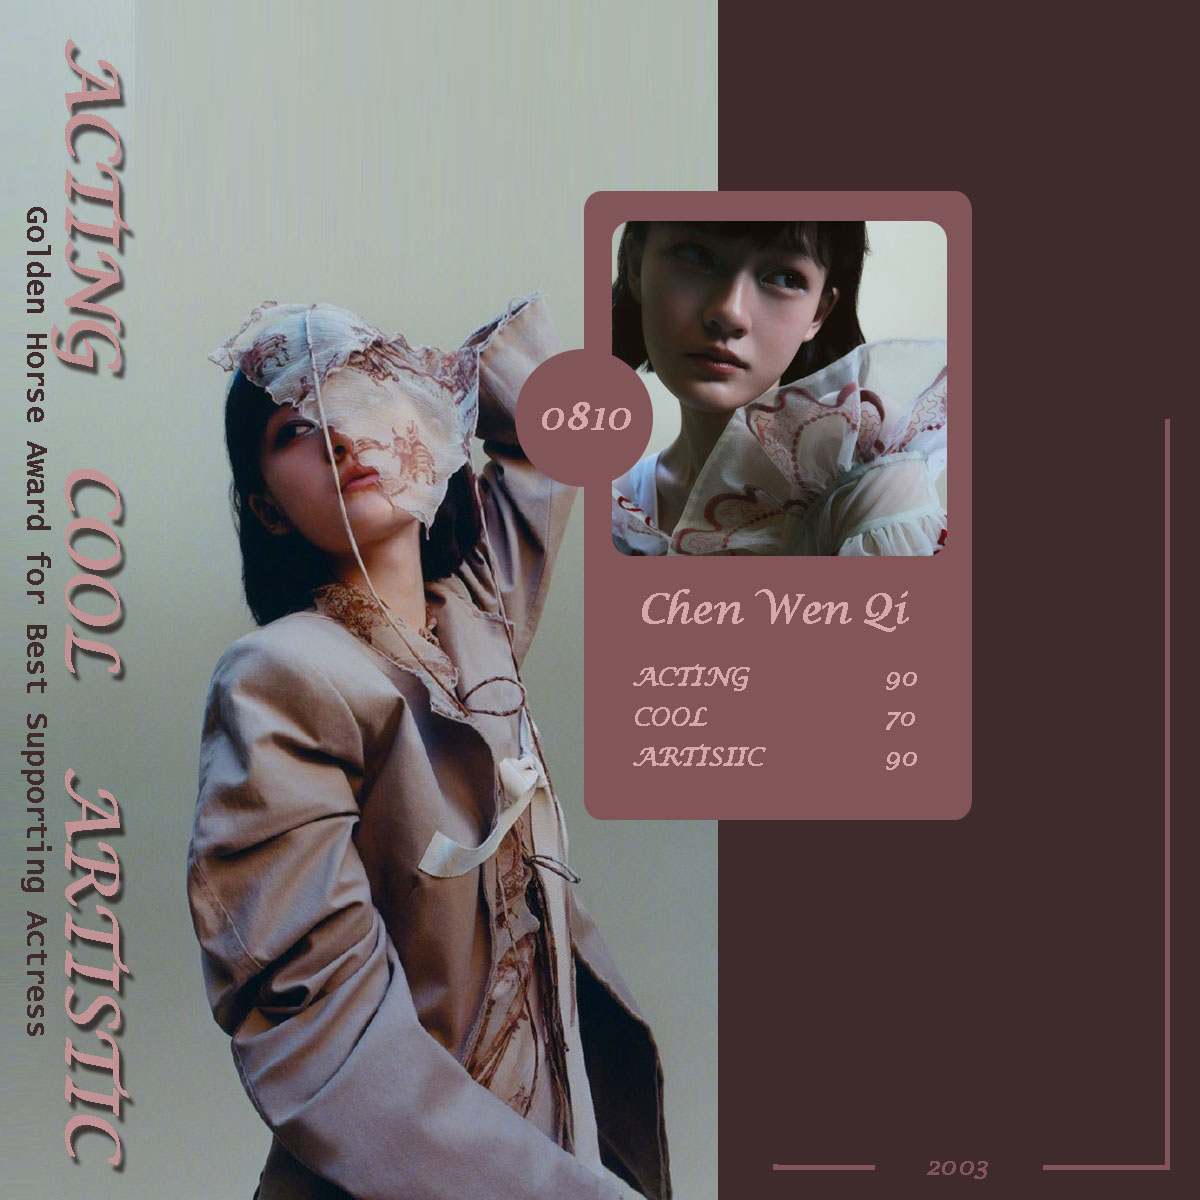 ACTING COOL ARTISTIC
Golden Horse Award for Best Supporting Actress
0810
Chen Wen Qi
ACTING 90
COOL 70
ARTISIIC 90
2003